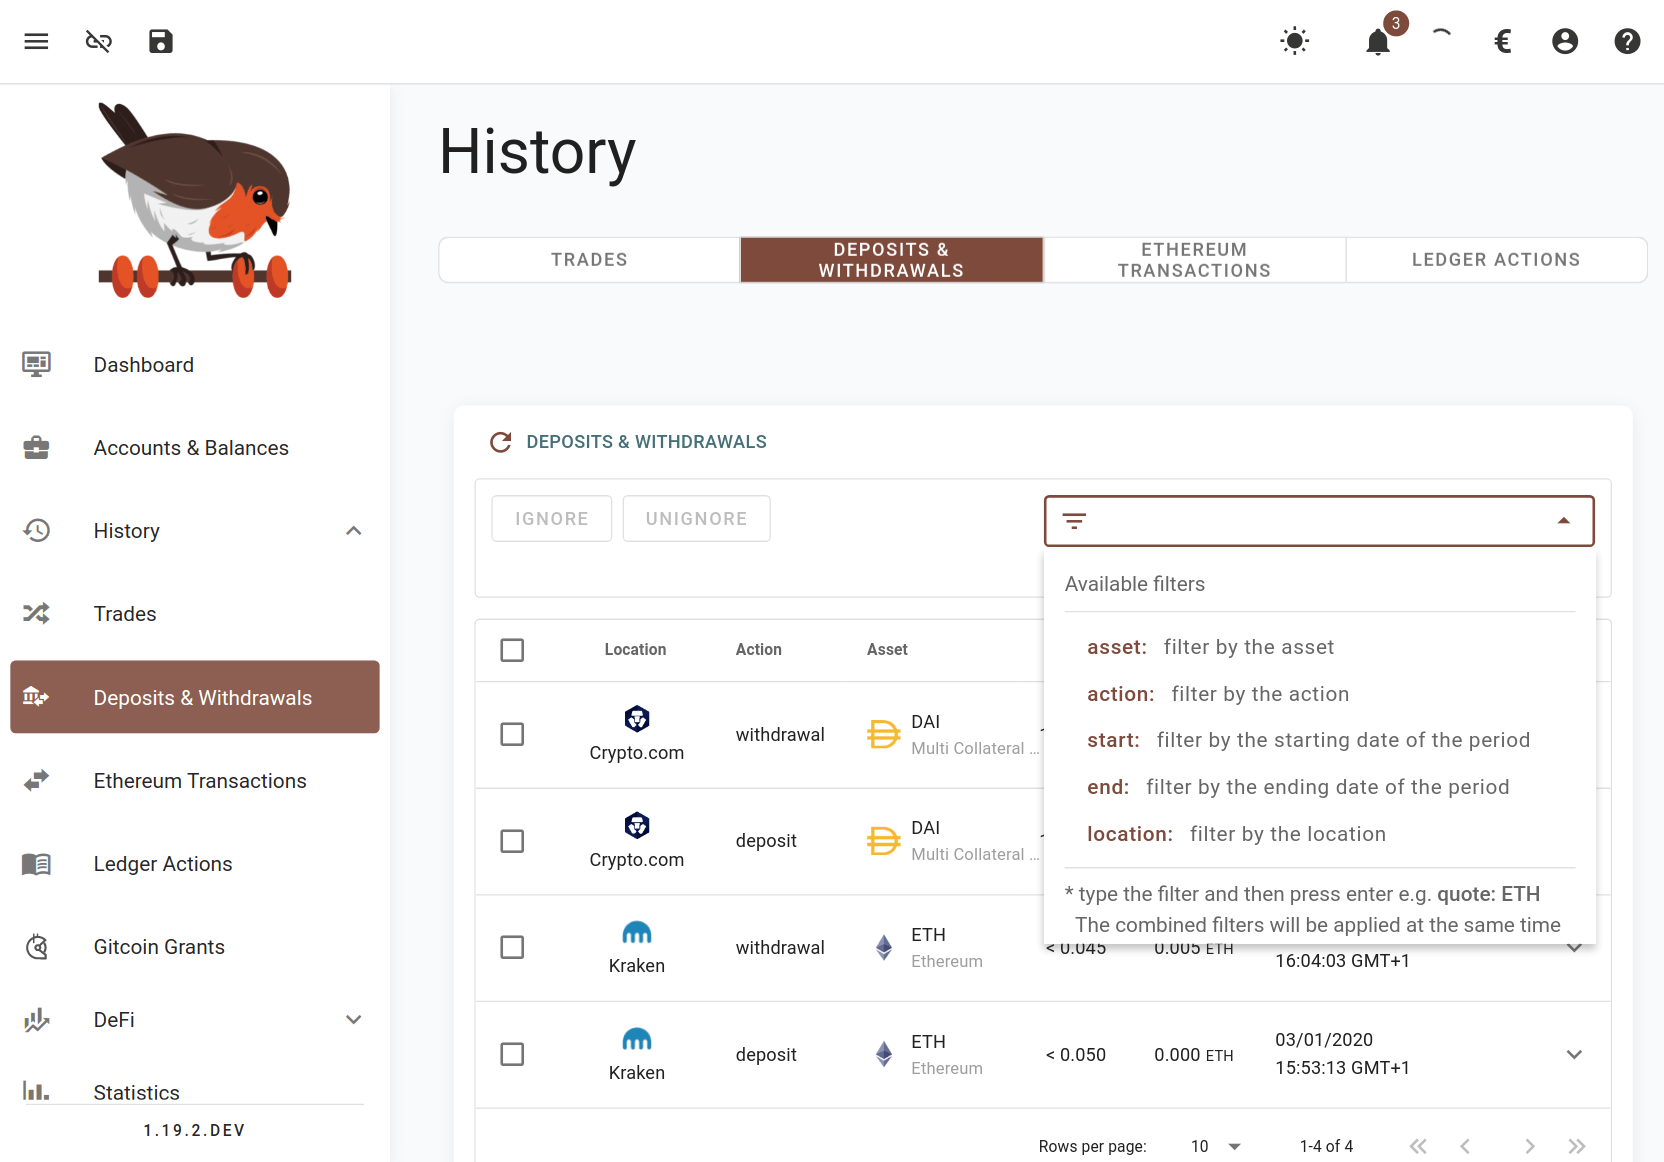 3
History
TRADES
DEPOSITS &
WITHDRAWALS
ETHEREUM
TRANSACTIONS
LEDGER ACTIONS
Dashboard
Accounts & Balances
History
Trades
Deposits & Withdrawals
Ethereum Transactions
Ledger Actions
Gitcoin Grants
DeFi
Statistics
1.19.2.DEV
DEPOSITS & WITHDRAWALS
IGNORE
UNIGNORE
Available filters
asset: filter by the asset
action: filter by the action
start: filter by the starting date of the period
end: filter by the ending date of the period
location: filter by the location
* type the filter and then press enter e.g. quote: ETH
The combined filters will be applied at the same time
Location Action Asset
Crypto.com withdrawal DAI
Multi Collateral ...
Crypto.com deposit DAI
Multi Collateral ...
Kraken withdrawal ETH
Ethereum
< 0.045 0.005 ETH
16:04:03 GMT+1
Kraken deposit ETH
Ethereum
< 0.050 0.000 ETH
03/01/2020
15:53:13 GMT+1
Rows per page: 10 1-4 of 4